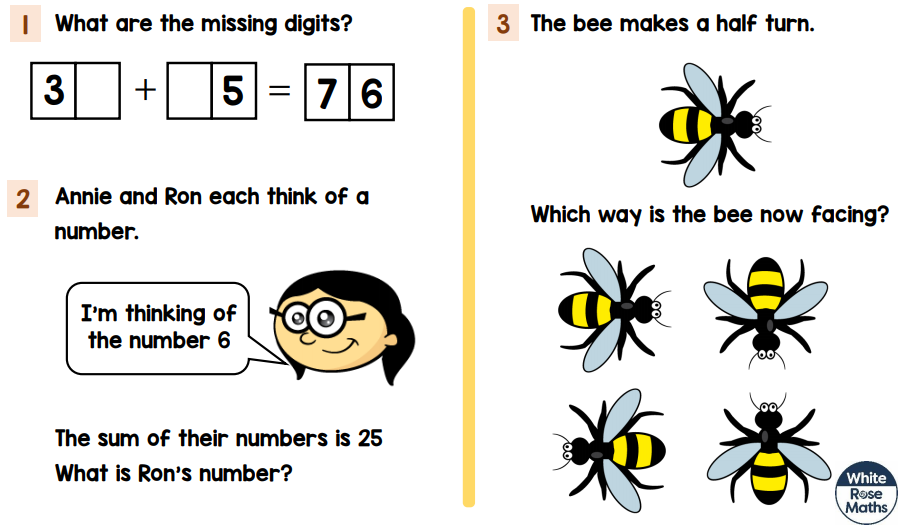 1 What are the missing digits?
3 + 5 = 7 6
2 Annie and Ron each think of a
number.
I'm thinking of
the number 6
The sum of their numbers is 25
What is Ron's number?
3 The bee makes a half turn.
Which way is the bee now facing?
White
Rose
Maths